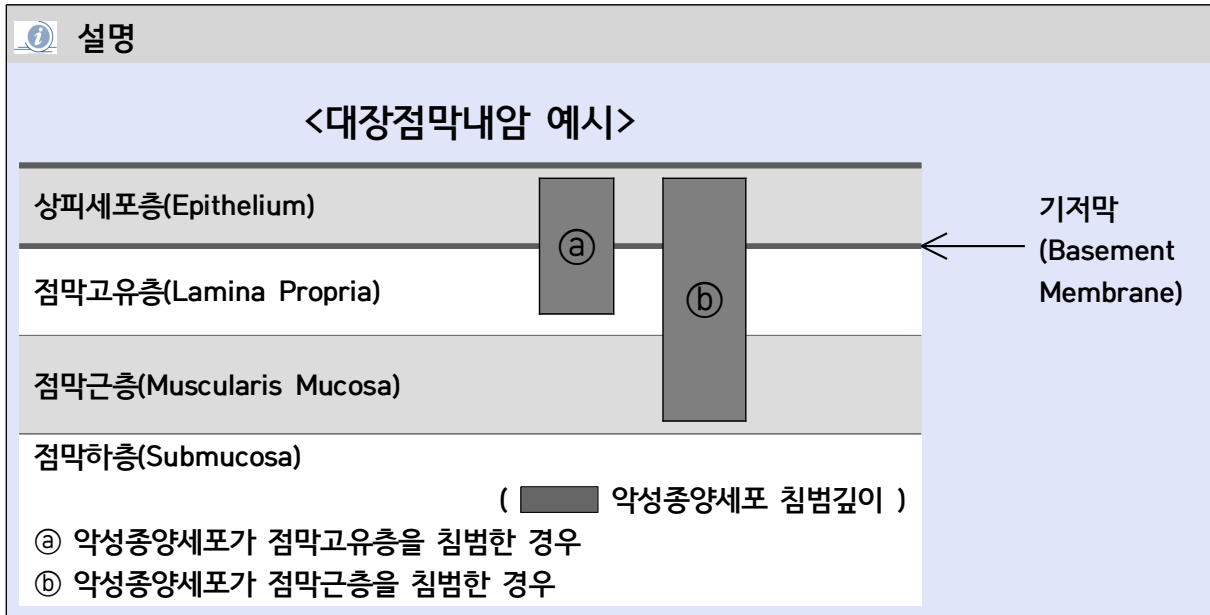 설명
<대장점막내암 예시>
상피세포층(Epithelium)
ⓐ
기저막
(Basement
Membrane)
점막고유층(Lamina Propria)
ⓑ
점막근층(Muscularis Mucosa)
점막하층(Submucosa)
( 악성종양세포 침범깊이 )
ⓐ 악성종양세포가 점막고유층을 침범한 경우
ⓑ 악성종양세포가 점막근층을 침범한 경우